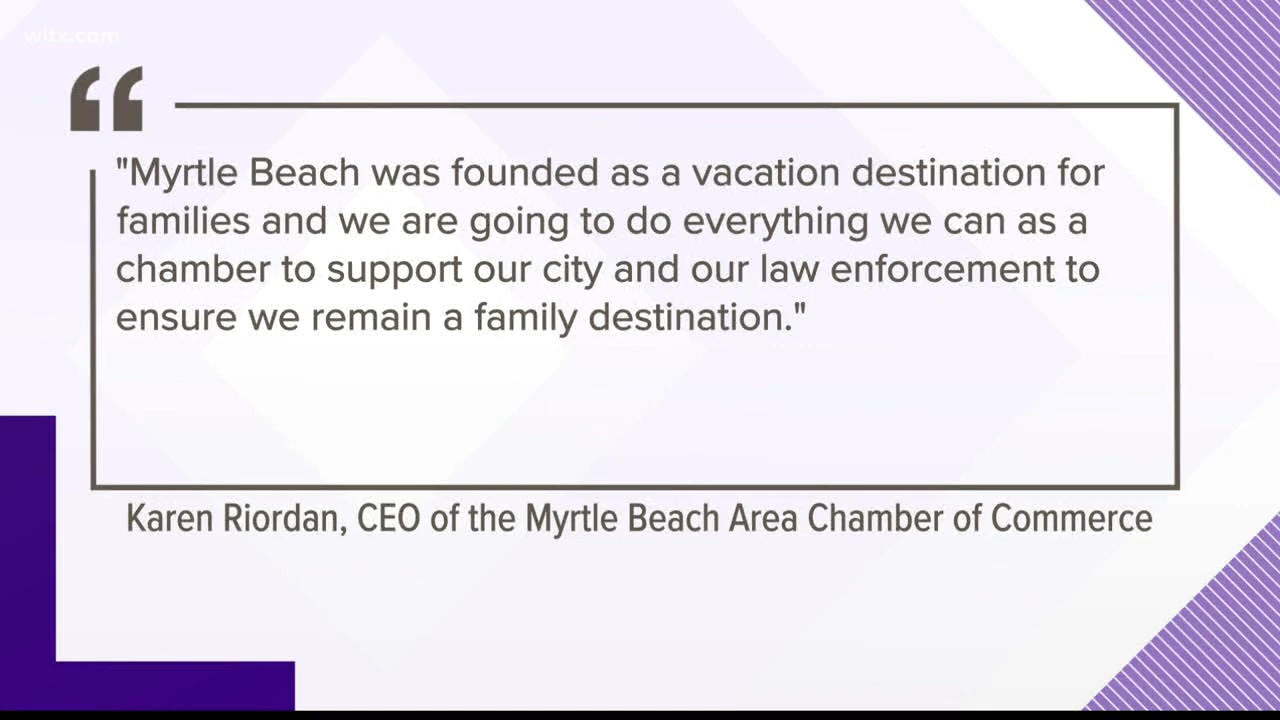 wltx.com
"Myrtle Beach was founded as a vacation destination for
families and we are going to do everything we can as a
chamber to support our city and our law enforcement to
ensure we remain a family destination."
Karen Riordan, CEO of the Myrtle Beach Area Chamber of Commerce